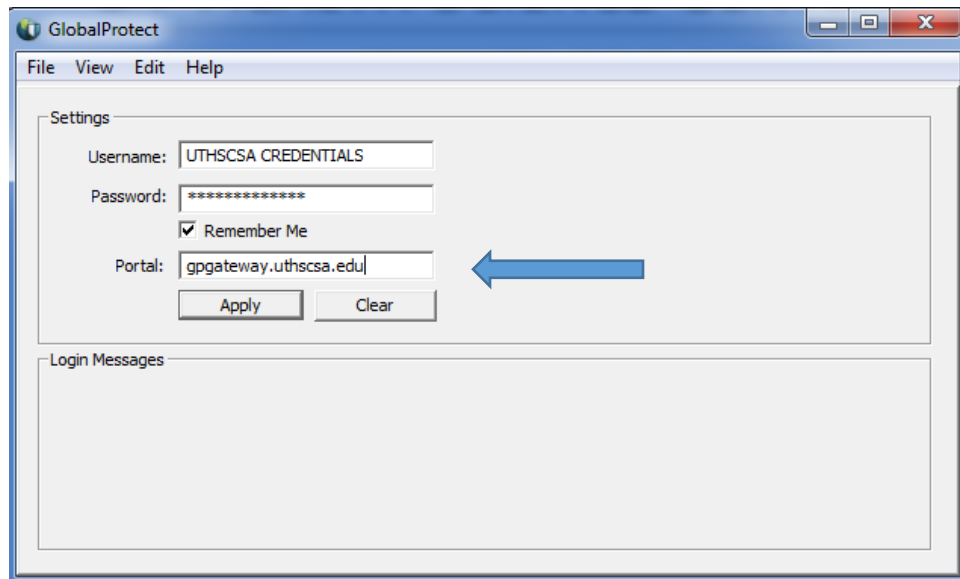 GlobalProtect
File View Edit Help
Settings
Username: UTHSCSA CREDENTIALS
Password: *************
Remember Me
Portal: gpgateway.uthscsa.edu
Apply Clear
Login Messages